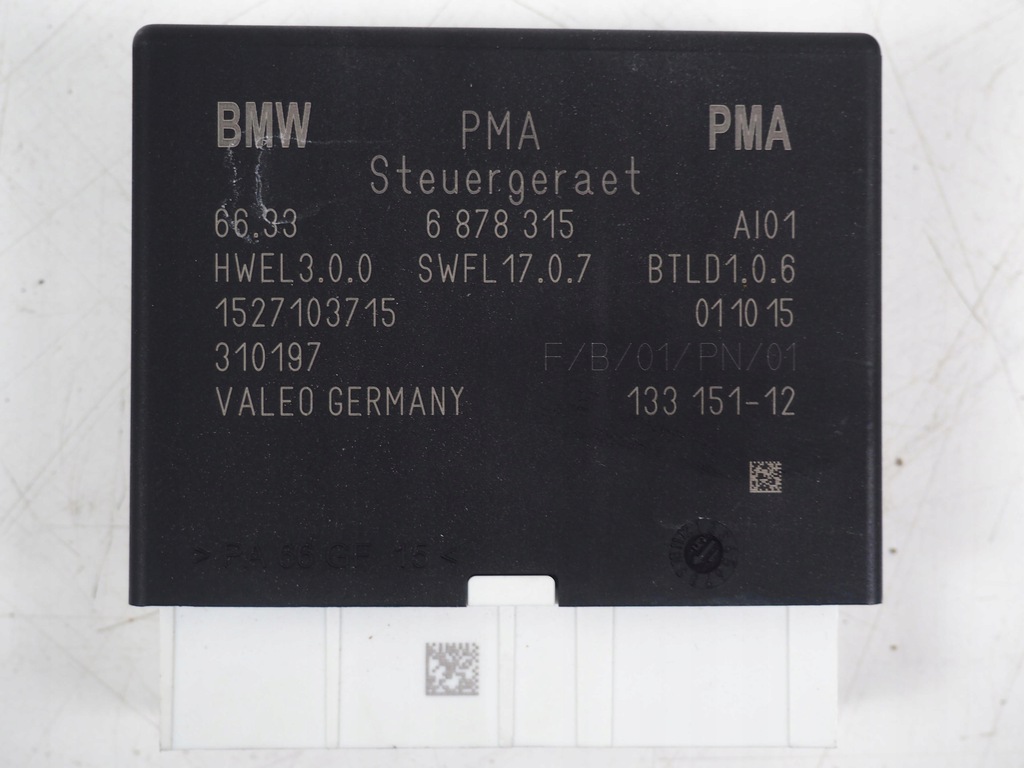 BMW PMA PMA
Steuergeraet
66.33 6 878 315 AI01
HWEL3.0.0 SWFL17.0.7 BTLD1.0.6
1527103715 011015
310197 F/B/01/PN/01
VALEO GERMANY 133 151-12